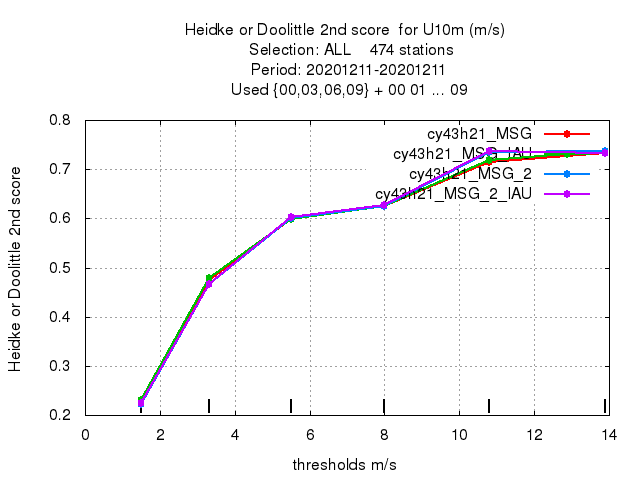 Heidke or Doolittle 2nd score  for U10m (m/s)
Selection: ALL    474 stations
Period: 20201211-20201211
Used {00,03,06,09} + 00 01 ... 09
Heidke or Doolittle 2nd score
0.8
0.7
0.6
0.5
0.4
0.3
0.2
cy43h21_MSG
cy43h21_MSG_IAU
cy43h21_MSG_2
cy43h21_MSG_2_IAU
0 2 4 6 8 10 12 14
thresholds m/s